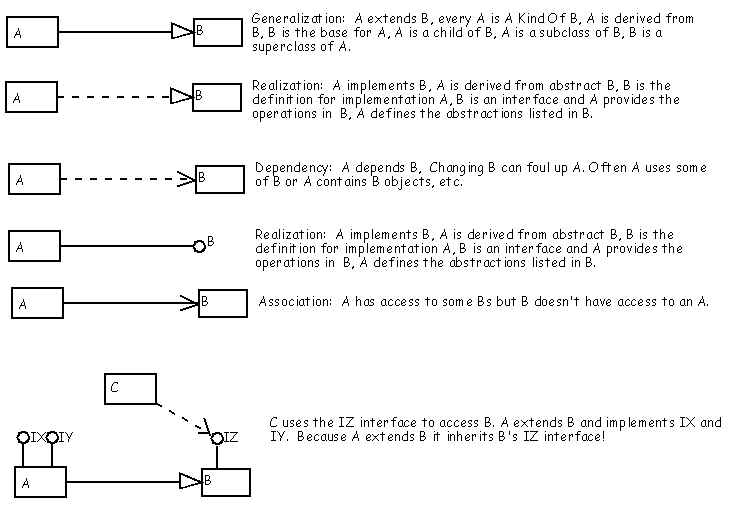 A
B
Generalization: A extends B, every A is A Kind Of B, A is derived from
B, B is the base for A, A is a child of B, A is a subclass of B, B is a
superclass of A.
A
B
Realization: A implements B, A is derived from abstract B, B is the
definition for implementation A, B is an interface and A provides the
operations in B, A defines the abstractions listed in B.
A
B
Dependency: A depends B, Changing B can foul up A. Often A uses some
of B or A contains B objects, etc.
A
B
Realization: A implements B, A is derived from abstract B, B is the
definition for implementation A, B is an interface and A provides the
operations in B, A defines the abstractions listed in B.
A
B
Association: A has access to some Bs but B doesn't have access to an A.
C
IX
IY
IZ
A
B
C uses the IZ interface to access B. A extends B and implements IX and
IY. Because A extends B it inherits B's IZ interface!